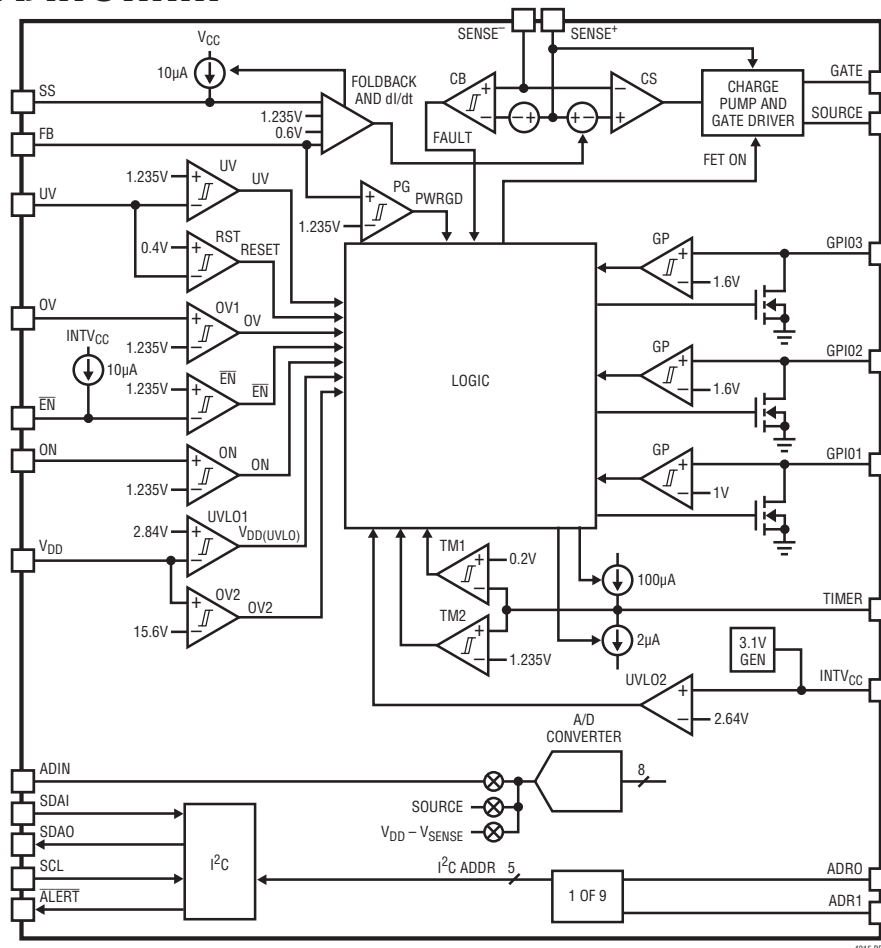 SENSE–
SENSE+
VCC
10µA
FOLDBACK
AND dI/dt
SS
1.235V
0.6V
FB
CB
+
–
– +
+ –
CS
–
+
FAULT
CHARGE
PUMP AND
GATE DRIVER
GATE
SOURCE
FET ON
UV
1.235V
+
–
UV
UV
PG
+
–
PWRGD
1.235V
RST
RESET
0.4V
+
–
OV
OV1
OV
+
–
1.235V
INTVCC
10µA
EN
1.235V
+
–
EN
EN
ON
ON
ON
+
–
1.235V
UVLO1
2.84V
+
–
VDD(UVLO)
VDD
OV2
OV2
+
–
15.6V
LOGIC
GP
+
–
1.6V
GPIO3
GP
+
–
1.6V
GPIO2
GP
+
–
1V
GPIO1
TM1
+
–
0.2V
100µA
TIMER
TM2
+
–
1.235V
2µA
3.1V
GEN
INTVCC
UVLO2
+
–
2.64V
A/D
CONVERTER
8
ADIN
SOURCE
VDD – VSENSE
SDAI
SDAO
SCL
ALERT
I2C
I2C ADDR
5
1 OF 9
ADR0
ADR1